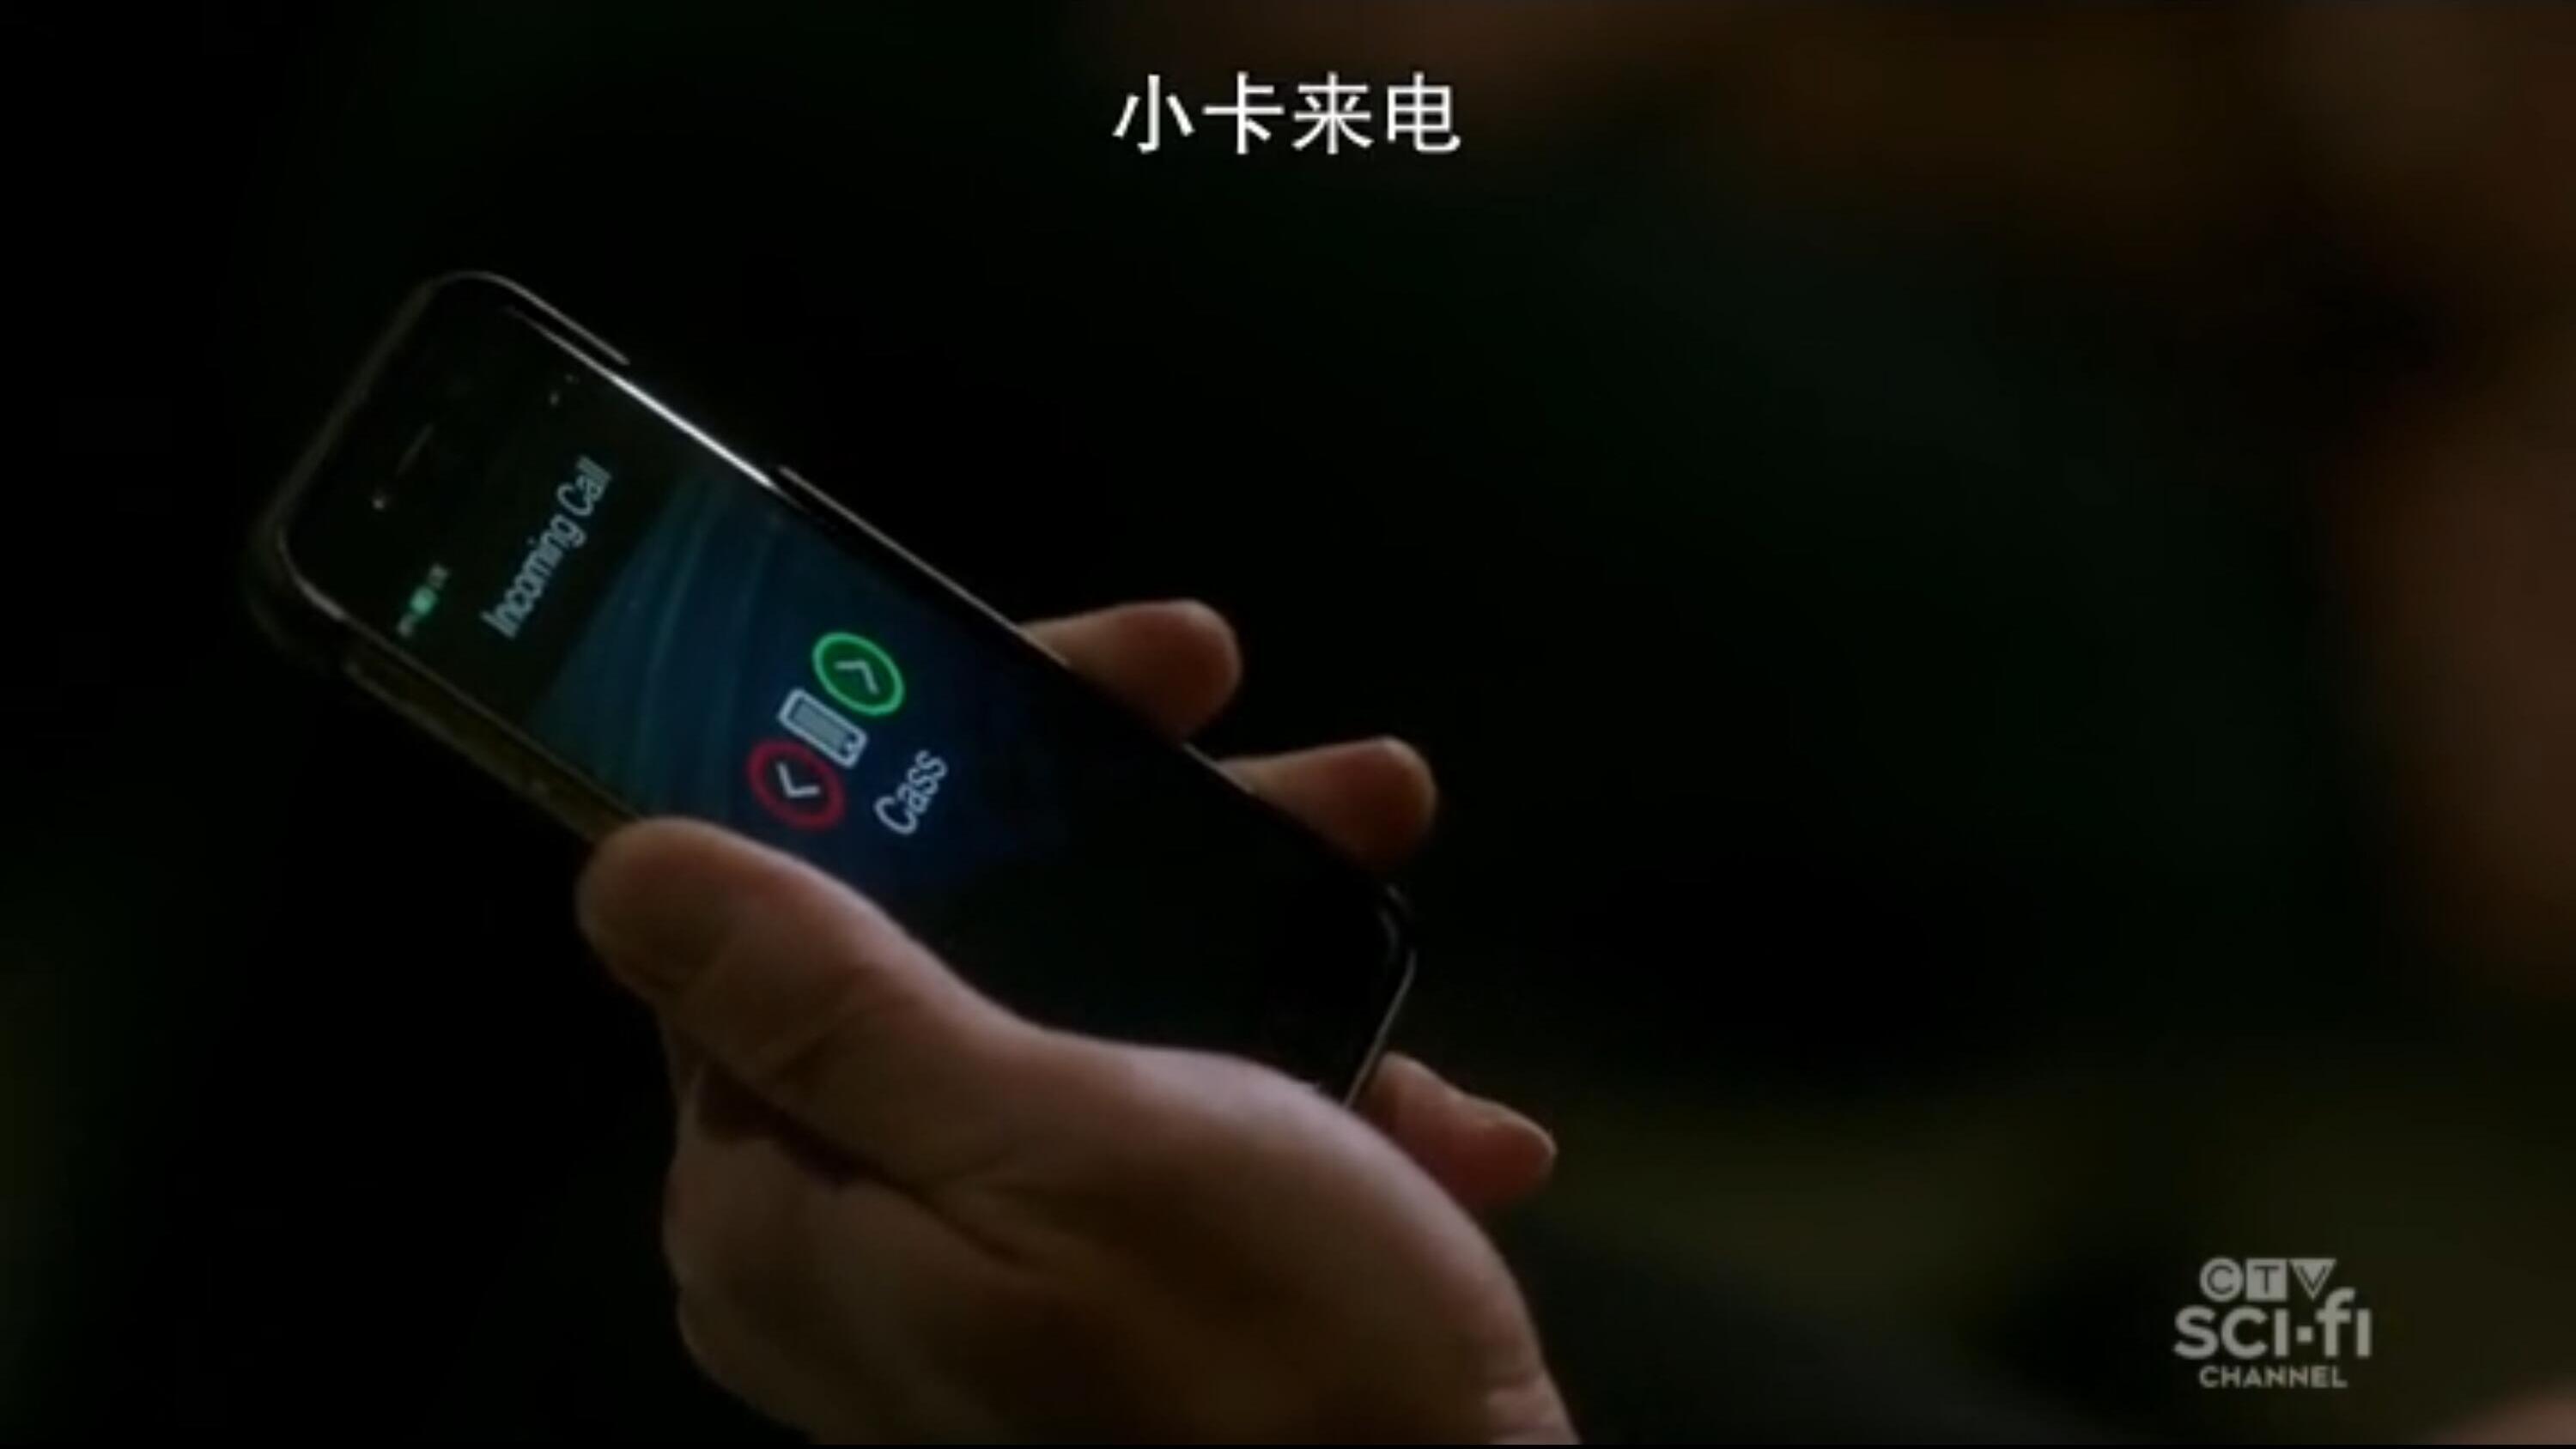 小卡来电
Incoming Call
Cass
CTV
sci-fi
CHANNEL